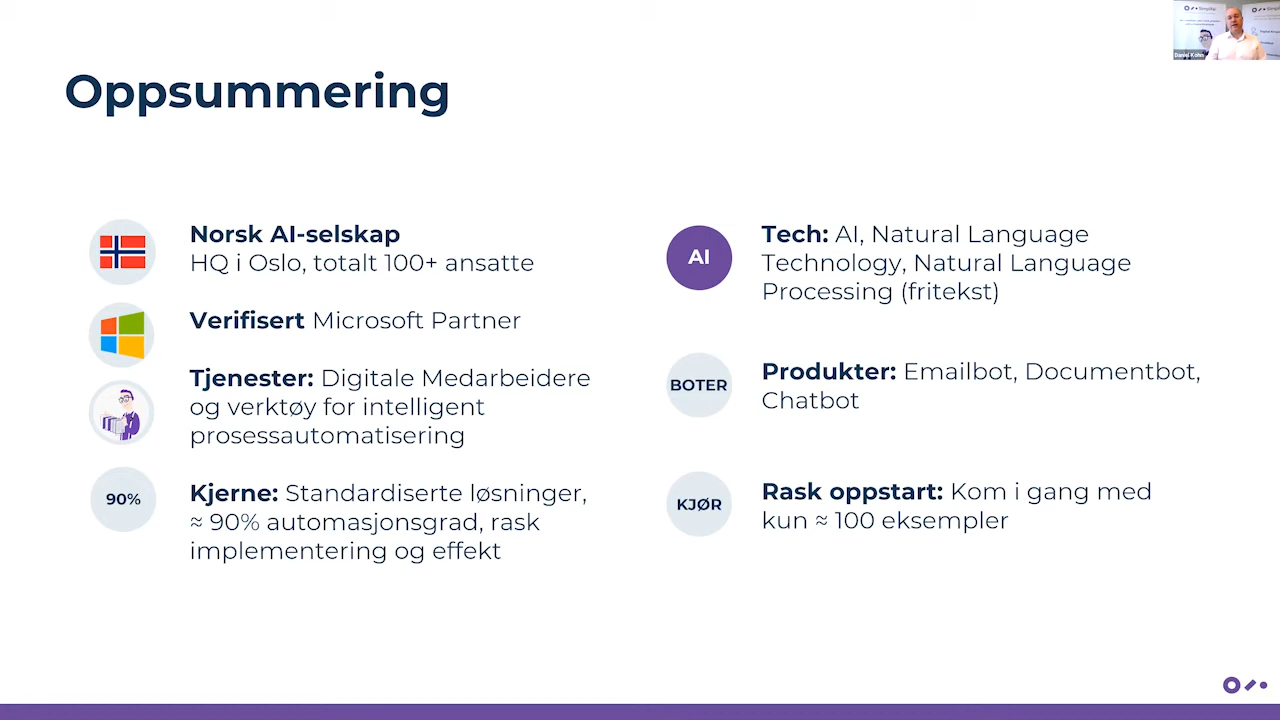 Oppsummering
Norsk AI-selskap
HQ i Oslo, totalt 100+ ansatte
Verifisert Microsoft Partner
Tjenester: Digitale Medarbeidere
og verktøy for intelligent
prosessautomatisering
90%
Kjerne: Standardiserte løsninger,
≈ 90% automasjonsgrad, rask
implementering og effekt
AI
Tech: AI, Natural Language
Technology, Natural Language
Processing (fritekst)
BOTER
Produkter: Emailbot, Documentbot,
Chatbot
KJØR
Rask oppstart: Kom i gang med
kun ≈ 100 eksempler
Daniel Kohn